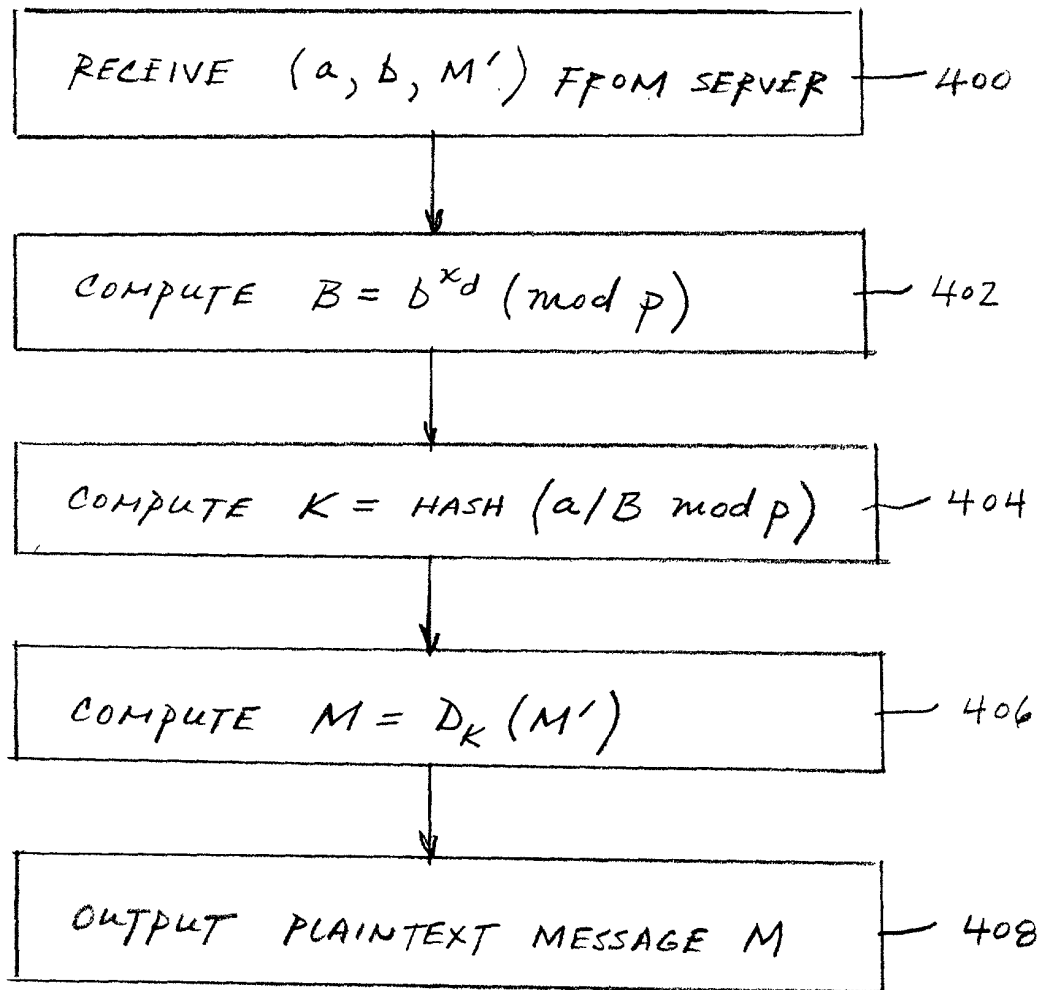 RECEIVE (a, b, M') FROM SERVER 400
COMPUTE B = b^xd (mod p) 402
COMPUTE K = HASH (a/B mod p) 404
COMPUTE M = D_K (M') 406
OUTPUT PLAINTEXT MESSAGE M 408